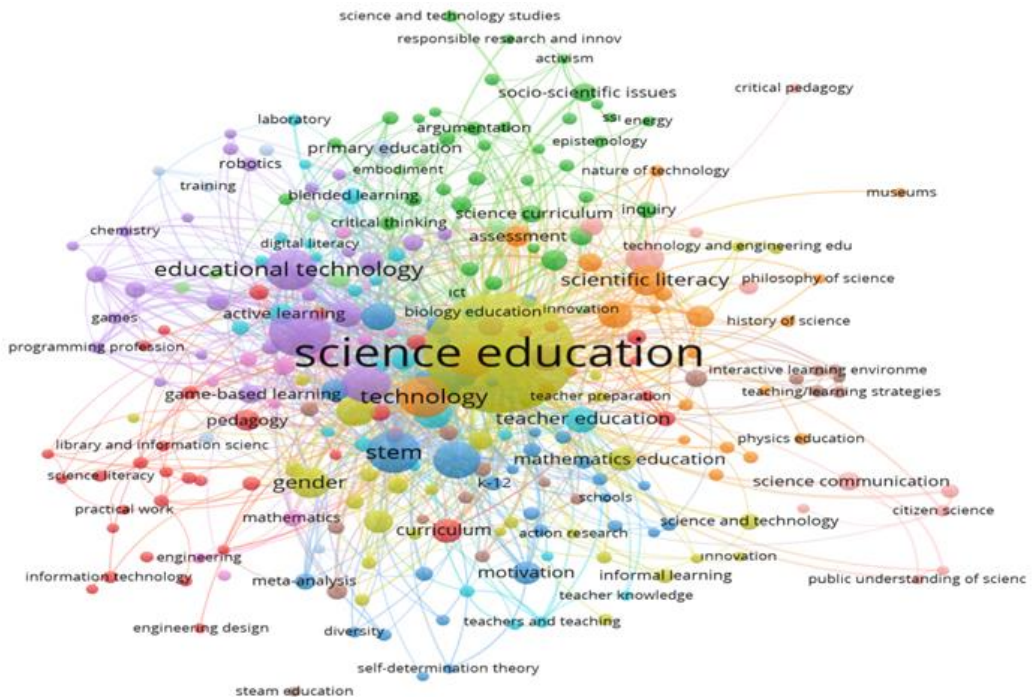 science and technology studies
responsible research and innov
activism
socio-scientific issues
critical pedagogy
laboratory
ssi
energy
argumentation
primary education
epistemology
robotics
embodiment
nature of technology
training
blended learning
museums
critical thinking
science curriculum
inquiry
chemistry
assessment
digital literacy
technology and engineering edu
educational technology
scientific literacy
philosophy of science
ict
games
active learning
biology education
innovation
history of science
programming profession
science education
interactive learning environme
game-based learning
technology
teacher preparation
teaching/learning strategies
pedagogy
teacher education
library and information scienc
physics education
stem
mathematics education
science literacy
gender
k-12
science communication
practical work
schools
citizen science
mathematics
curriculum
action research
science and technology
engineering
innovation
information technology
meta-analysis
motivation
informal learning
public understanding of scienc
teacher knowledge
engineering design
diversity
teachers and teaching
self-determination theory
steam education